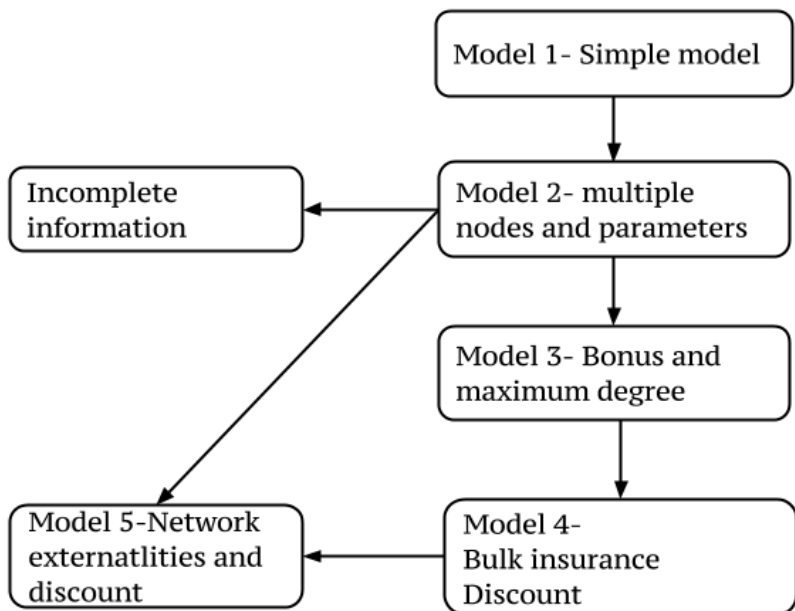 Model 1- Simple model
Incomplete
information
Model 2- multiple
nodes and parameters
Model 3- Bonus and
maximum degree
Model 5-Network
externatlities and
discount
Model 4-
Bulk insurance
Discount